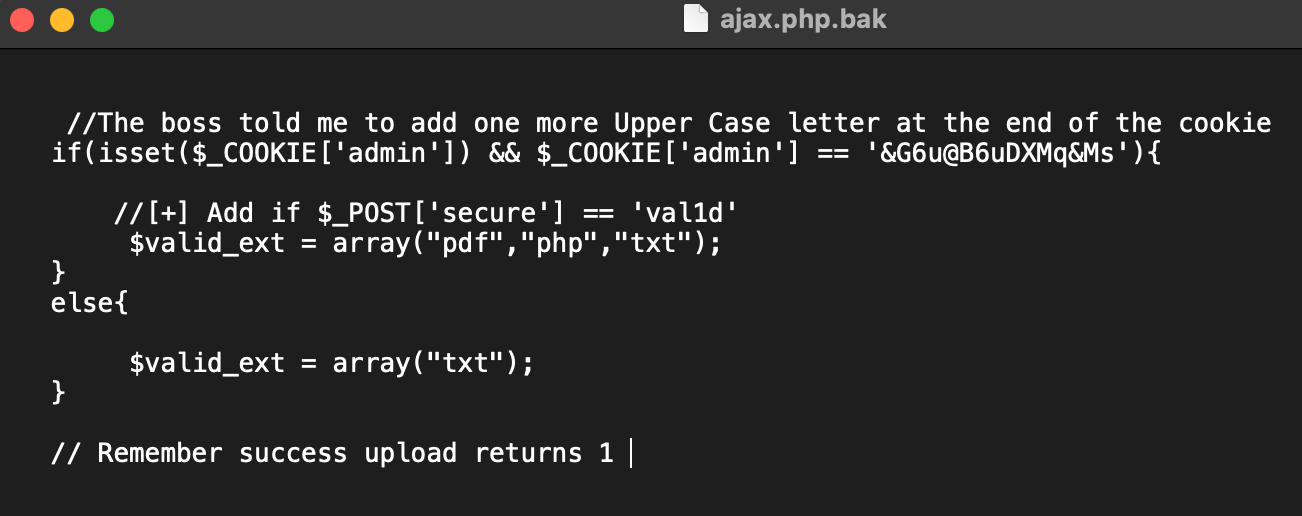 ajax.php.bak
//The boss told me to add one more Upper Case letter at the end of the cookie
if(isset($_COOKIE['admin']) && $_COOKIE['admin'] == '&G6u@B6uDXMq&Ms'){
//[+] Add if $_POST['secure'] == 'val1d'
$valid_ext = array("pdf","php","txt");
}
else{
$valid_ext = array("txt");
}
// Remember success upload returns 1